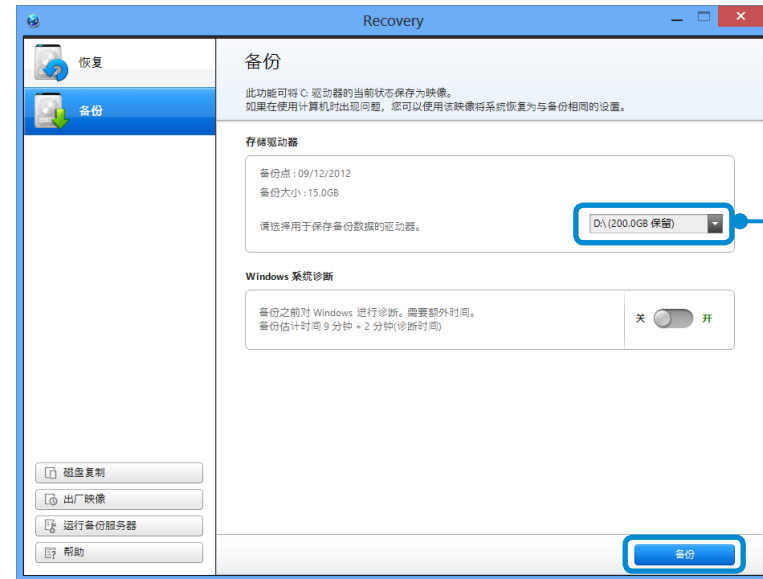 Recovery
恢复
备份
备份
此功能可将 C: 驱动器的当前状态保存为映像。
如果在使用计算机时出现问题，您可以使用该映像将系统恢复为与备份相同的设置。
存储驱动器
备份点 : 09/12/2012
备份大小 : 15.0GB
请选择用于保存备份数据的驱动器。
D:\ (200.0GB 保留)
Windows 系统诊断
备份之前对 Windows 进行诊断。需要额外时间。
备份估计时间 9 分钟 + 2 分钟(诊断时间)
关 开
磁盘复制
出厂映像
运行备份服务器
帮助
备份